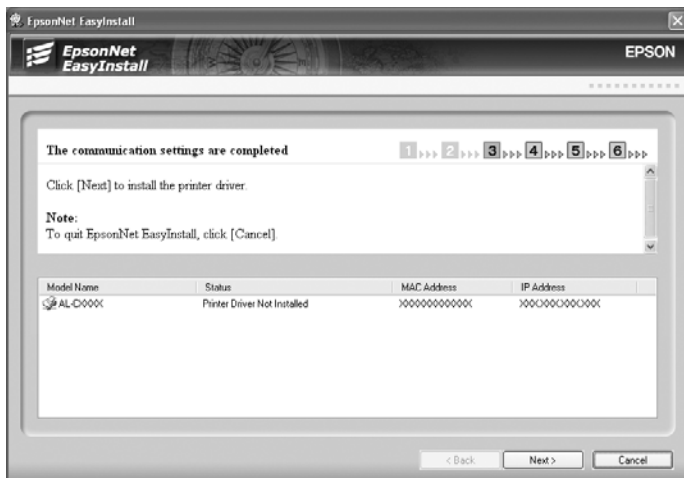 EpsonNet EasyInstall
EpsonNet
EasyInstall
EPSON
The communication settings are completed
1 2 3 4 5 6
Click [Next] to install the printer driver.
Note:
To quit EpsonNet EasyInstall, click [Cancel].
Model Name Status MAC Address IP Address
AL-CXXXX Printer Driver Not Installed XXXXXXXXXXXX XXX.XXX.XXX.XXX
< Back Next > Cancel